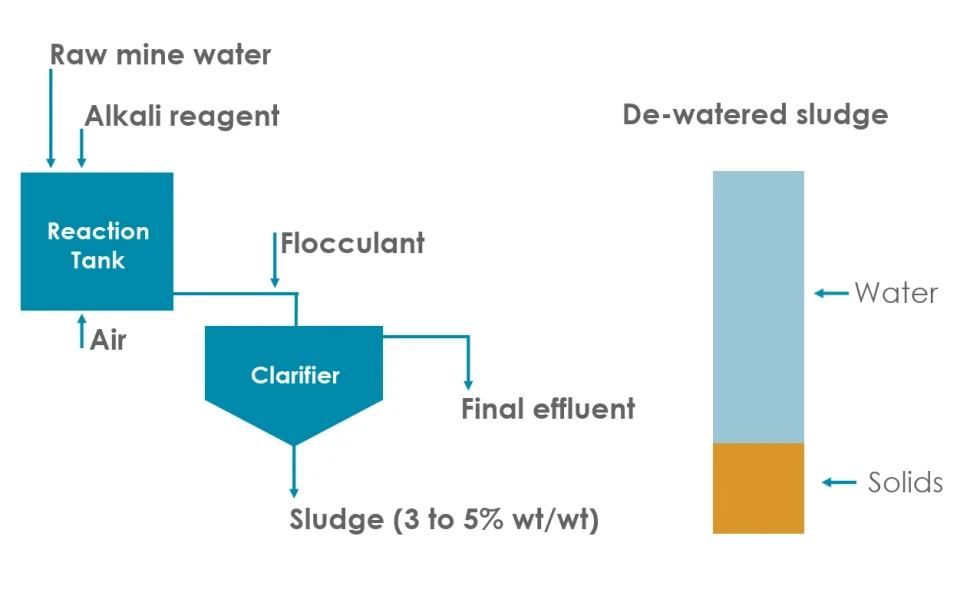 Raw mine water
Alkali reagent
Reaction
Tank
Air
Flocculant
Clarifier
Final effluent
Sludge (3 to 5% wt/wt)
De-watered sludge
Water
Solids